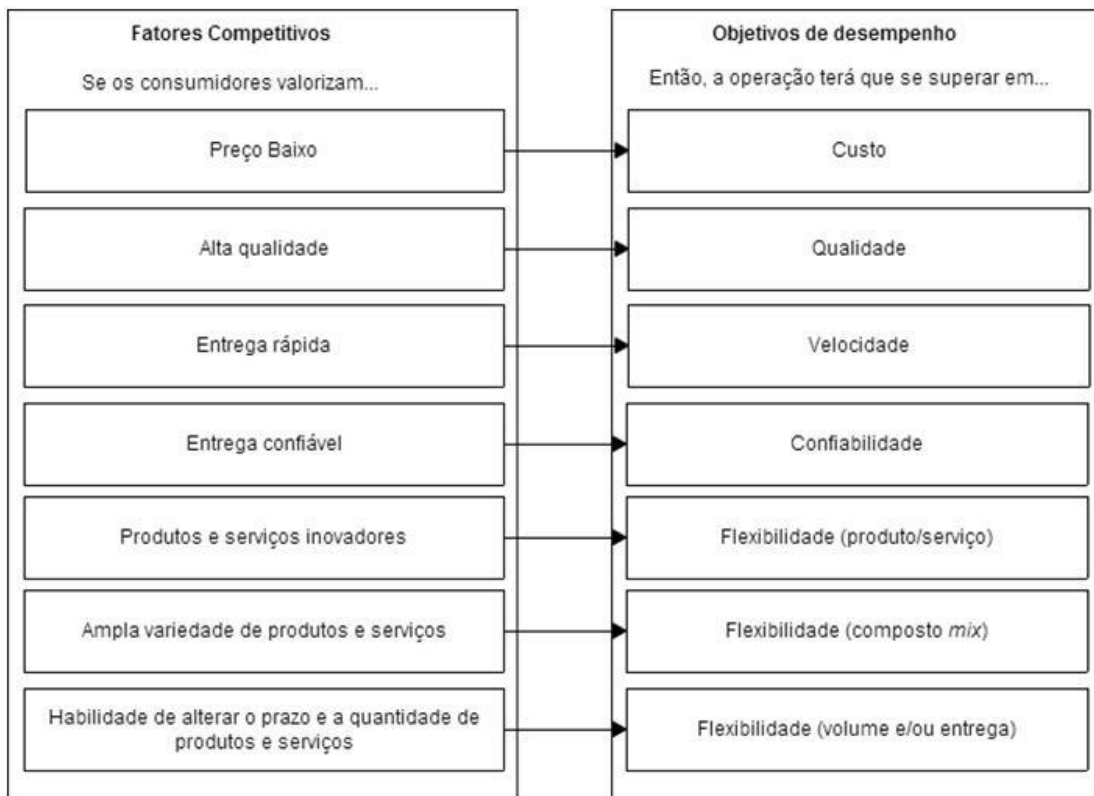 Fatores Competitivos
Se os consumidores valorizam...
Preço Baixo
Alta qualidade
Entrega rápida
Entrega confiável
Produtos e serviços inovadores
Ampla variedade de produtos e serviços
Habilidade de alterar o prazo e a quantidade de
produtos e serviços
Objetivos de desempenho
Então, a operação terá que se superar em...
Custo
Qualidade
Velocidade
Confiabilidade
Flexibilidade (produto/serviço)
Flexibilidade (composto mix)
Flexibilidade (volume e/ou entrega)